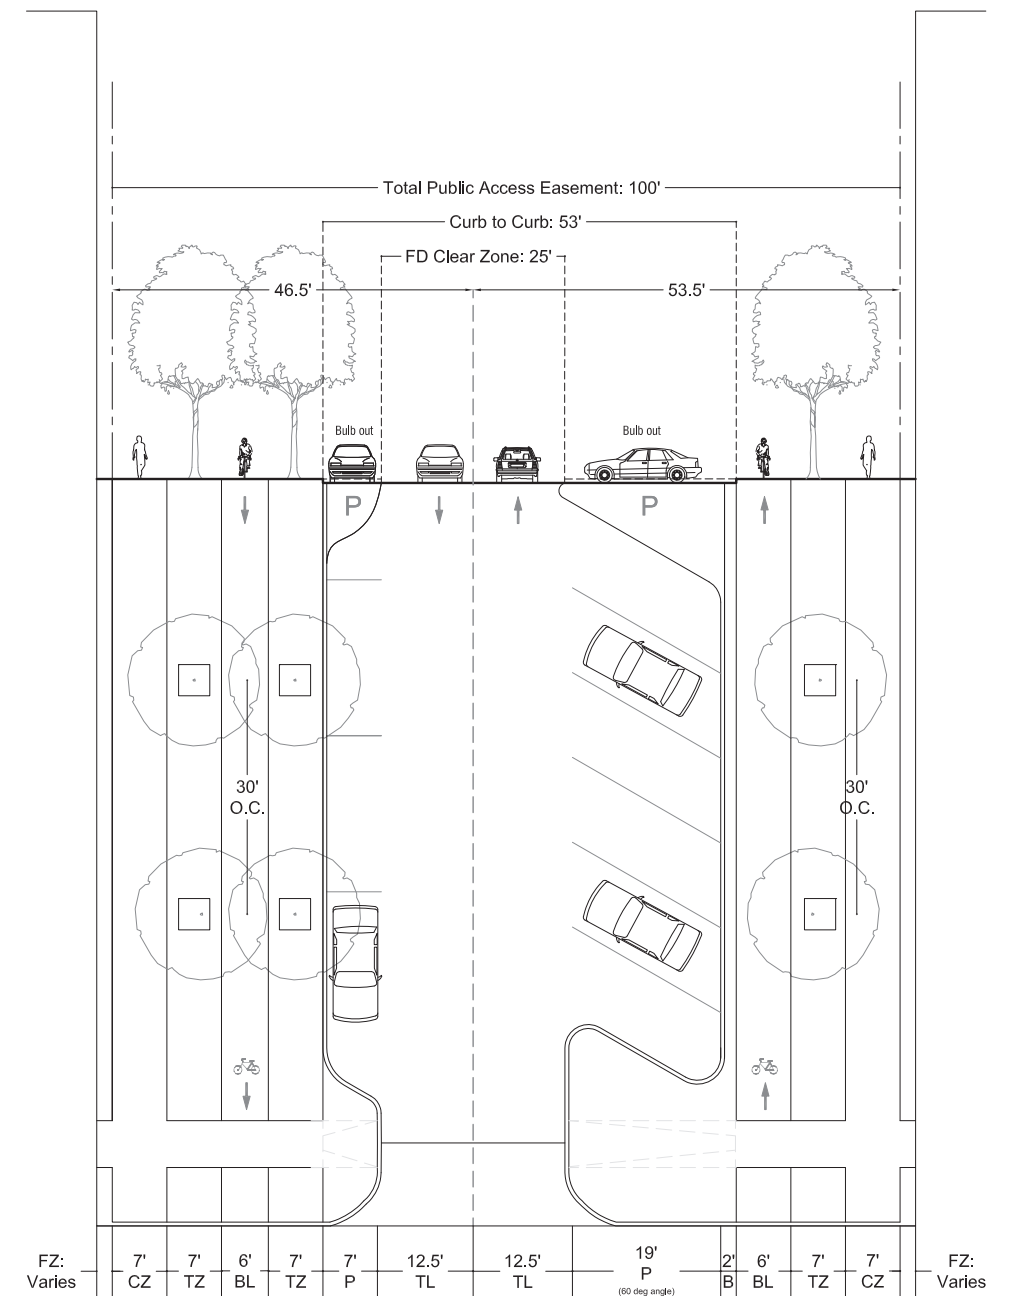 Total Public Access Easement: 100'
Curb to Curb: 53'
FD Clear Zone: 25'
46.5'
53.5'
Bulb out
Bulb out
P
P
30'
O.C.
30'
O.C.
FZ:
Varies
7'
CZ
7'
TZ
6'
BL
7'
TZ
7'
P
12.5'
TL
12.5'
TL
19'
P
(60 deg angle)
2'
B
6'
BL
7'
TZ
7'
CZ
FZ:
Varies